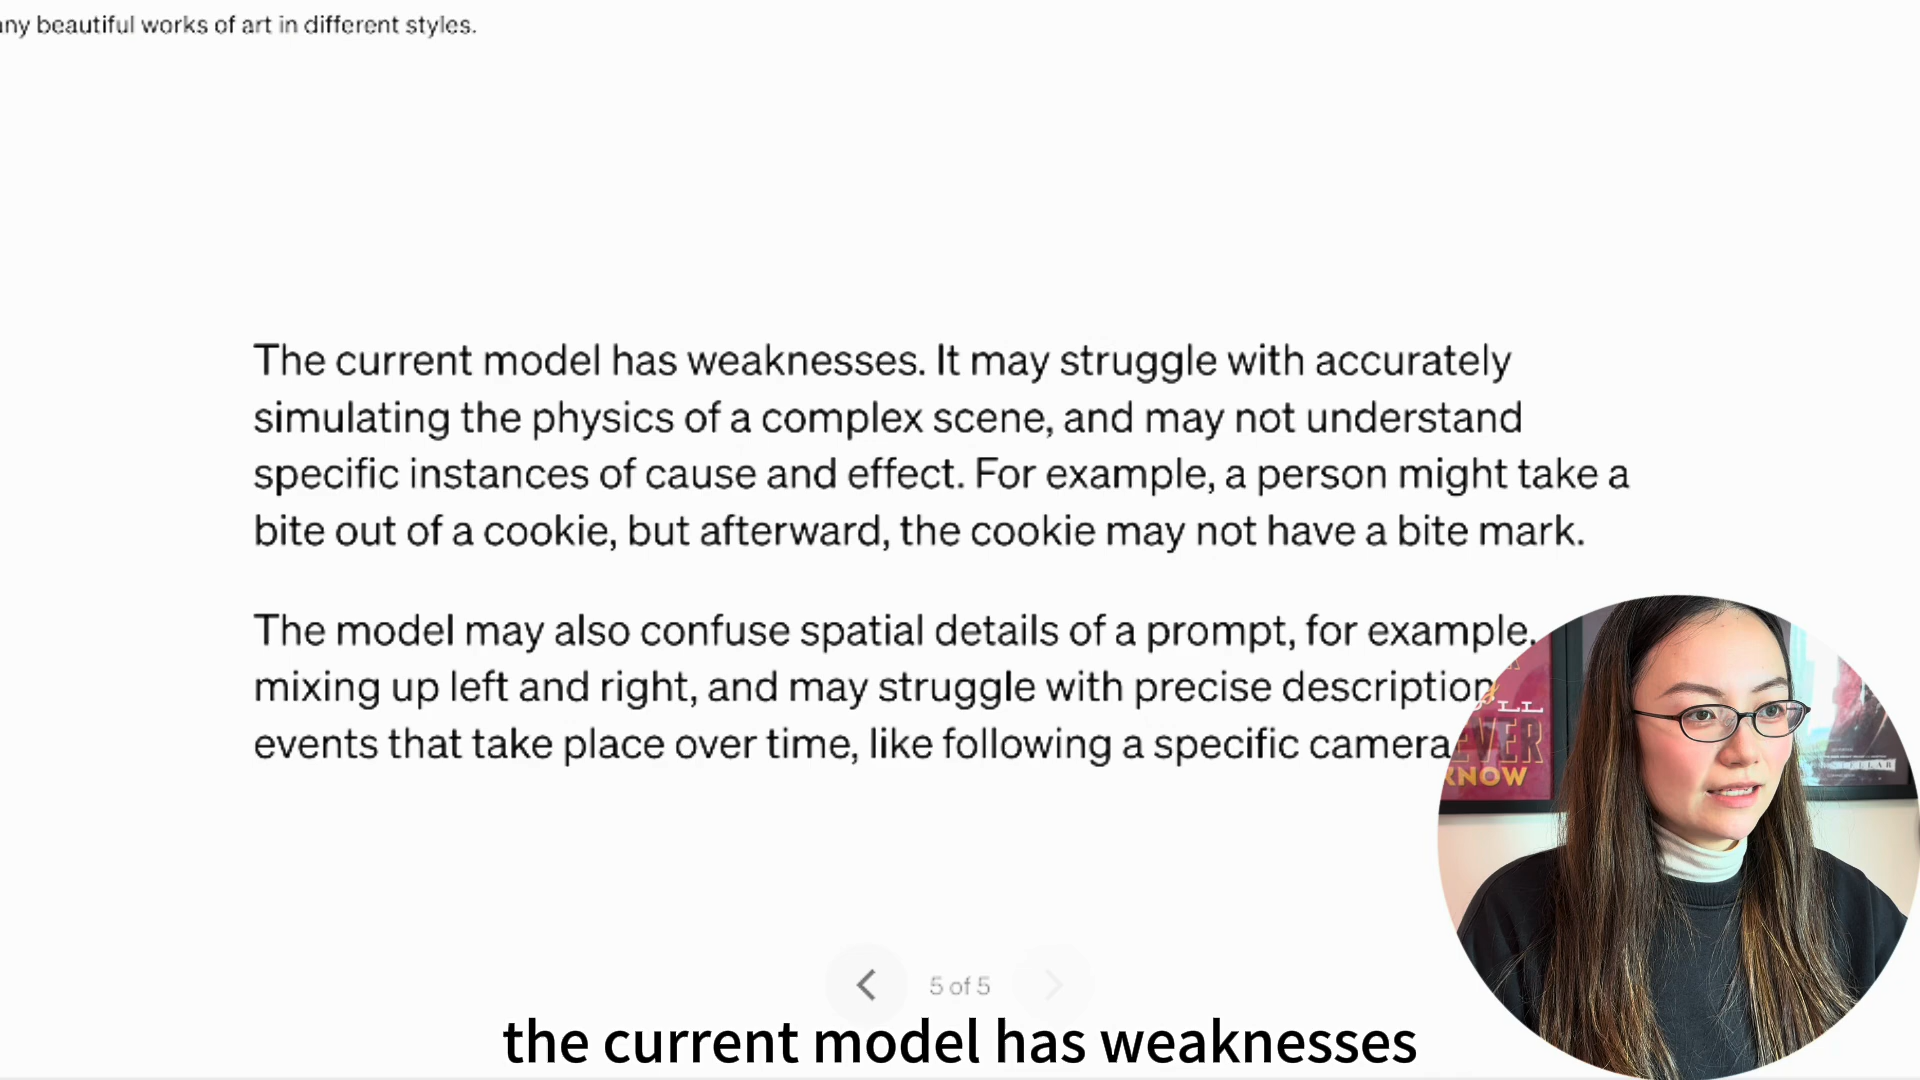 any beautiful works of art in different styles.
The current model has weaknesses. It may struggle with accurately
simulating the physics of a complex scene, and may not understand
specific instances of cause and effect. For example, a person might take a
bite out of a cookie, but afterward, the cookie may not have a bite mark.
The model may also confuse spatial details of a prompt, for example,
mixing up left and right, and may struggle with precise description
events that take place over time, like following a specific camera
LL
EVER
KNOW
5 of 5
the current model has weaknesses